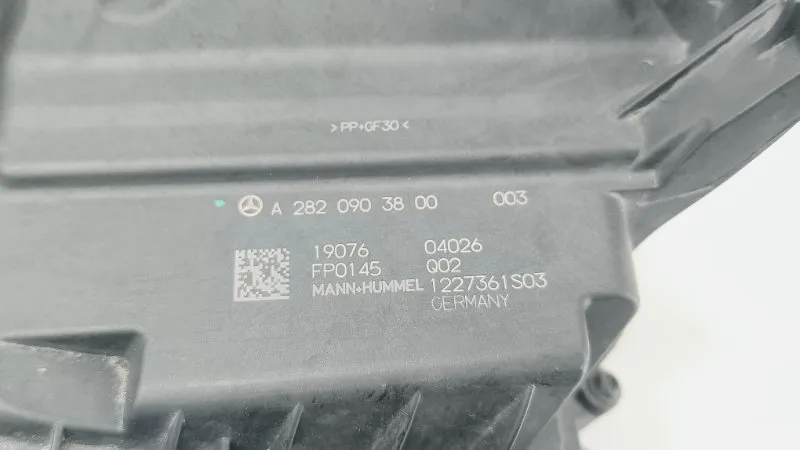 >PP+GF30<
A 282 090 38 00 003
19076 04026
FP0145 Q02
MANN+HUMMEL 1227361S03
GERMANY